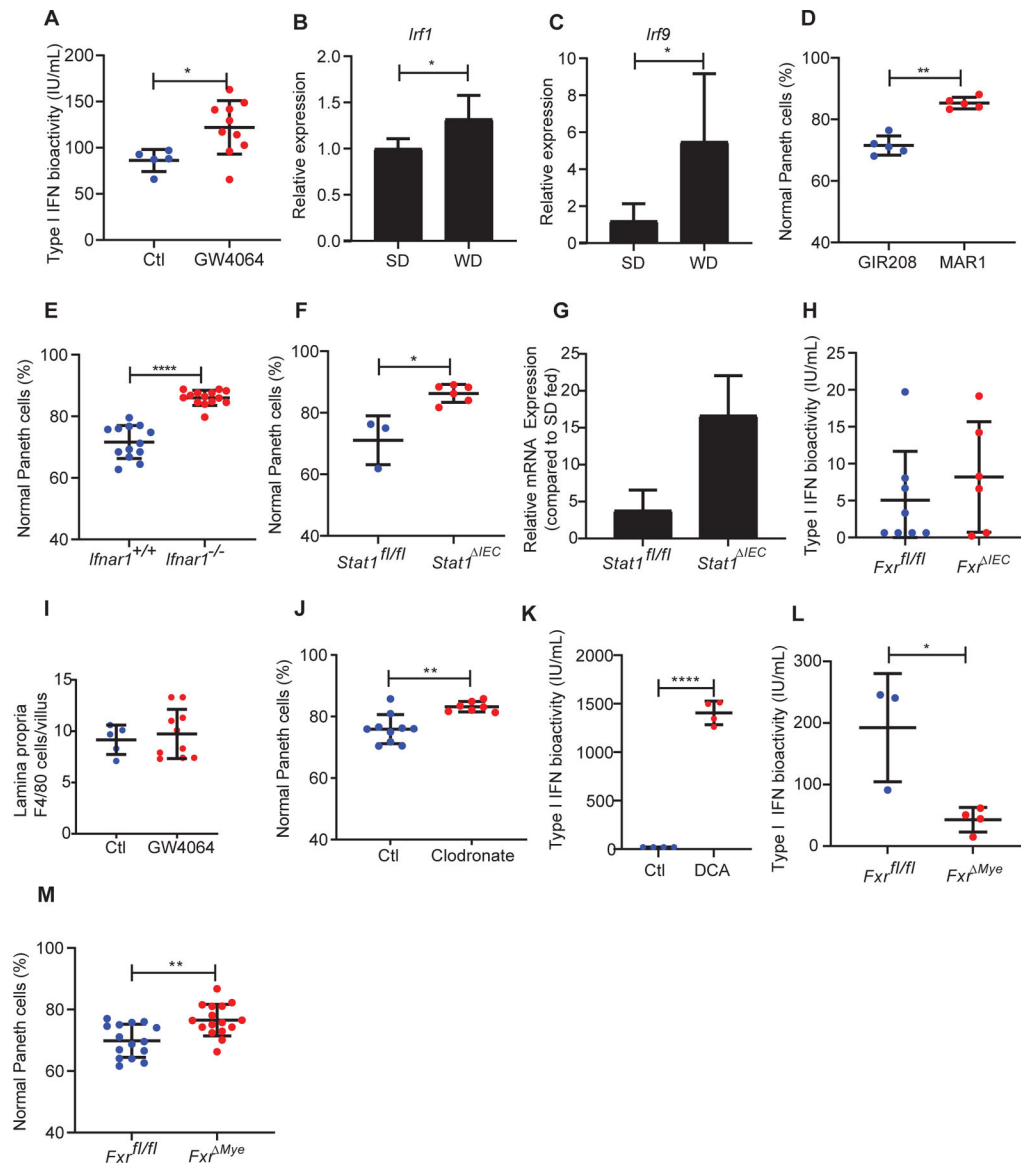 A
Type I IFN bioactivity (IU/mL)
200
150
100
50
0
*
Ctl
GW4064
B
Irf1
Relative expression
2.0
1.5
1.0
0.5
0.0
*
SD
WD
C
Irf9
Relative expression
10
8
6
4
2
0
*
SD
WD
D
Normal Paneth cells (%)
100
80
60
40
**
GIR208
MAR1
E
Normal Paneth cells (%)
100
80
60
40
****
Ifnar1+/+
Ifnar1-/-
F
Normal Paneth cells (%)
100
80
60
40
*
Stat1fl/fl
Stat1ΔIEC
G
Relative mRNA Expression
(compared to SD fed)
25
20
15
10
5
0
Stat1fl/fl
Stat1ΔIEC
H
Type I IFN bioactivity (IU/mL)
25
20
15
10
5
0
Fxrfl/fl
FxrΔIEC
I
Lamina propria
F4/80 cells/villus
15
10
5
0
Ctl
GW4064
J
Normal Paneth cells (%)
100
80
60
40
**
Ctl
Clodronate
K
Type I IFN bioactivity (IU/mL)
2000
1500
1000
500
0
****
Ctl
DCA
L
Type I IFN bioactivity (IU/mL)
300
200
100
0
*
Fxrfl/fl
FxrΔMye
M
Normal Paneth cells (%)
100
80
60
40
**
Fxrfl/fl
FxrΔMye